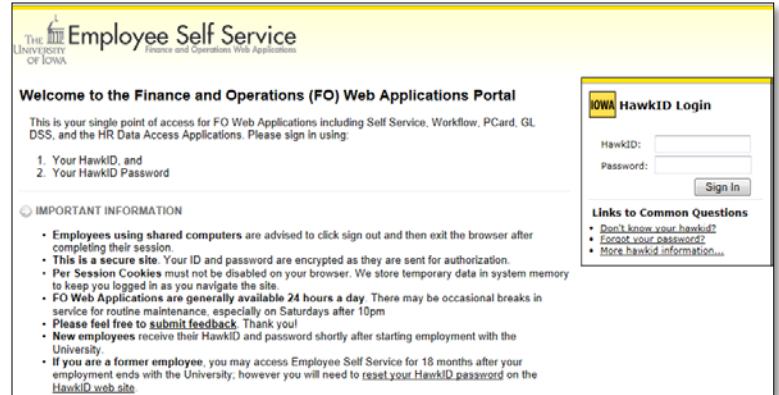 THE UNIVERSITY OF IOWA
Employee Self Service
Finance and Operations Web Applications
Welcome to the Finance and Operations (FO) Web Applications Portal
This is your single point of access for FO Web Applications including Self Service, Workflow, PCard, GL
DSS, and the HR Data Access Applications. Please sign in using:
1. Your HawkID, and
2. Your HawkID Password
IMPORTANT INFORMATION
• Employees using shared computers are advised to click sign out and then exit the browser after
completing their session.
• This is a secure site. Your ID and password are encrypted as they are sent for authorization.
• Per Session Cookies must not be disabled on your browser. We store temporary data in system memory
to keep you logged in as you navigate the site.
• FO Web Applications are generally available 24 hours a day. There may be occasional breaks in
service for routine maintenance, especially on Saturdays after 10pm
• Please feel free to submit feedback. Thank you!
• New employees receive their HawkID and password shortly after starting employment with the
University.
• If you are a former employee, you may access Employee Self Service for 18 months after your
employment ends with the University; however you will need to reset your HawkID password on the
HawkID web site.
IOWA HawkID Login
HawkID:
Password:
Sign In
Links to Common Questions
• Don't know your hawkid?
• Forgot your password?
• More hawkid information...